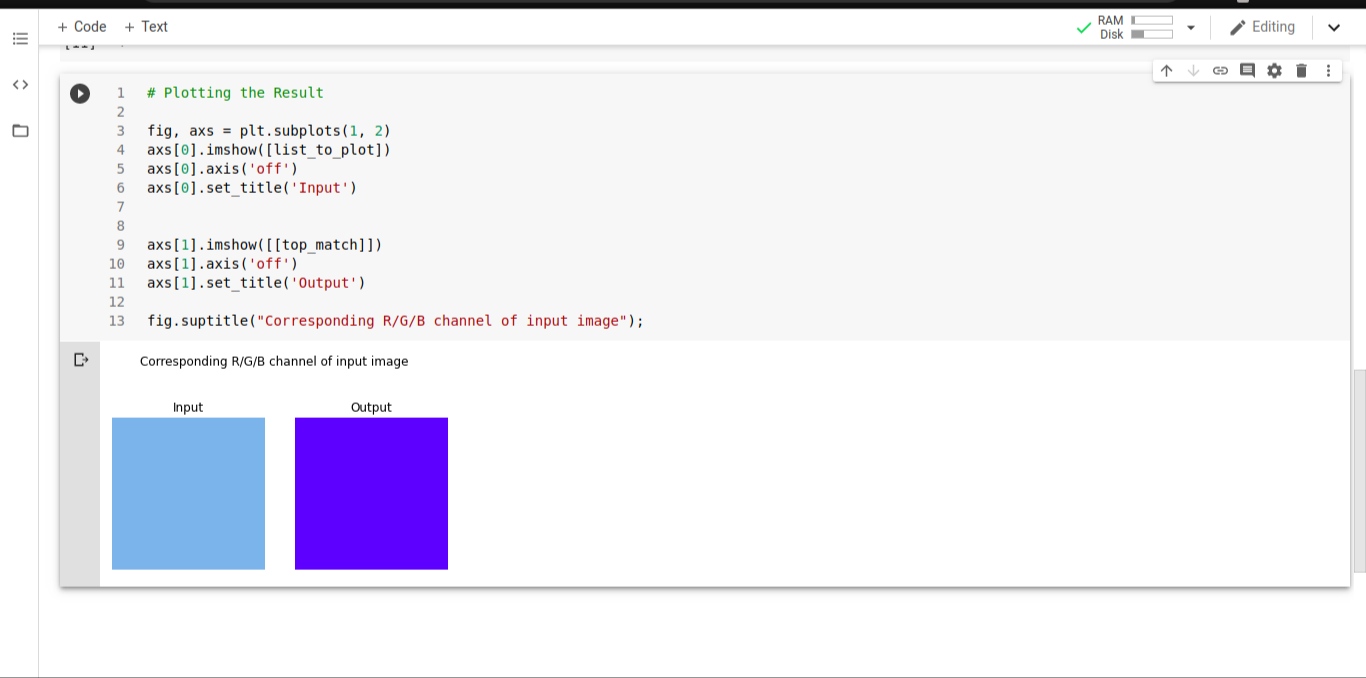 + Code + Text
RAM
Disk
Editing
1 # Plotting the Result
2
3 fig, axs = plt.subplots(1, 2)
4 axs[0].imshow([list_to_plot])
5 axs[0].axis('off')
6 axs[0].set_title('Input')
7
8
9 axs[1].imshow([[top_match]])
10 axs[1].axis('off')
11 axs[1].set_title('Output')
12
13 fig.suptitle("Corresponding R/G/B channel of input image");
Corresponding R/G/B channel of input image
Input Output